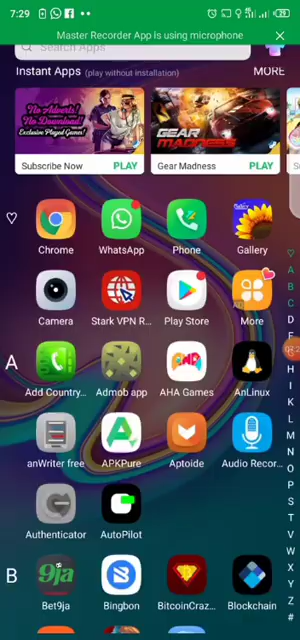 7:29
29
Master Recorder App is using microphone
Search Apps
Instant Apps (play without installation)
MORE
No Adverts!
No Download!
Exclusive Played Games!
GEAR
MADNESS
Subscribe Now
PLAY
Gear Madness
PLAY
Chrome
WhatsApp
Phone
Gallery
Camera
Stark VPN R...
Play Store
More
A
Add Country...
Admob app
AHA Games
AnLinux
anWriter free
APKPure
Aptoide
Audio Recor...
Authenticator
AutoPilot
B
9ja
Bet9ja
Bingbon
BitcoinCraz...
Blockchain
A
B
C
D
H
I
K
L
M
N
O
P
S
T
V
W
X
Y
Z
#